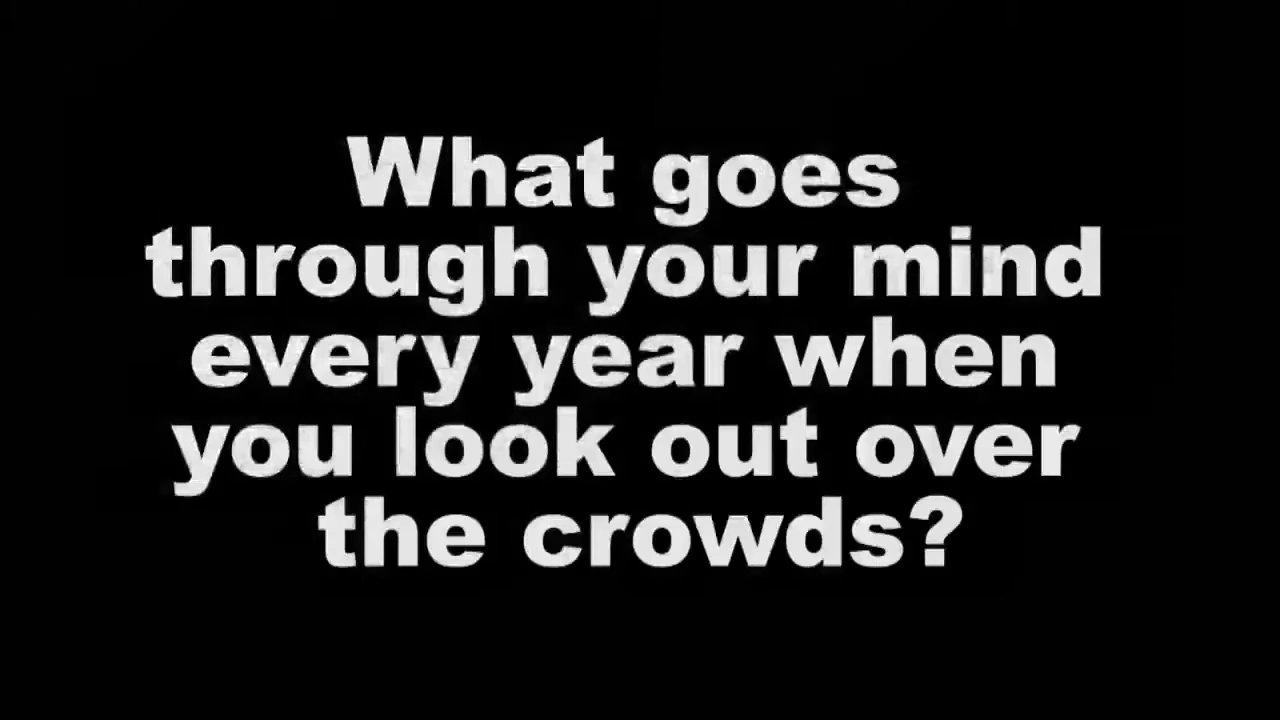 What goes
through your mind
every year when
you look out over
the crowds?